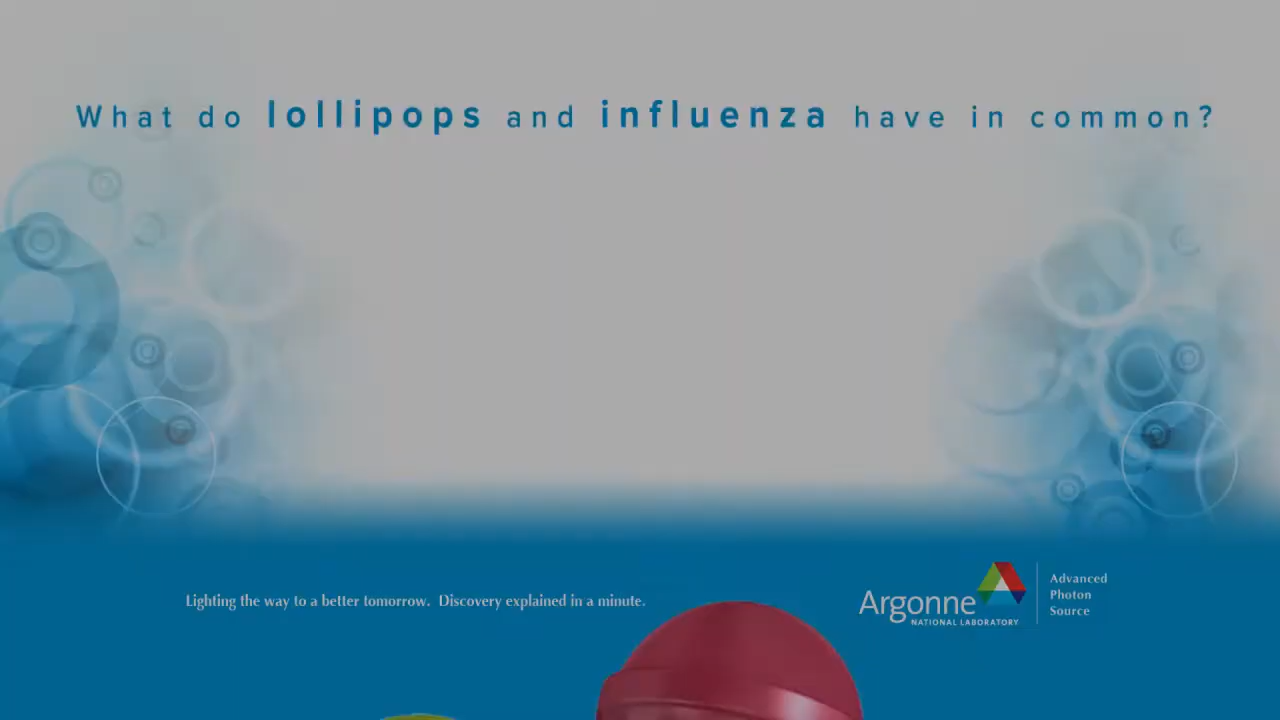 What do lollipops and influenza have in common?
Lighting the way to a better tomorrow. Discovery explained in a minute.
Argonne
NATIONAL LABORATORY
Advanced
Photon
Source